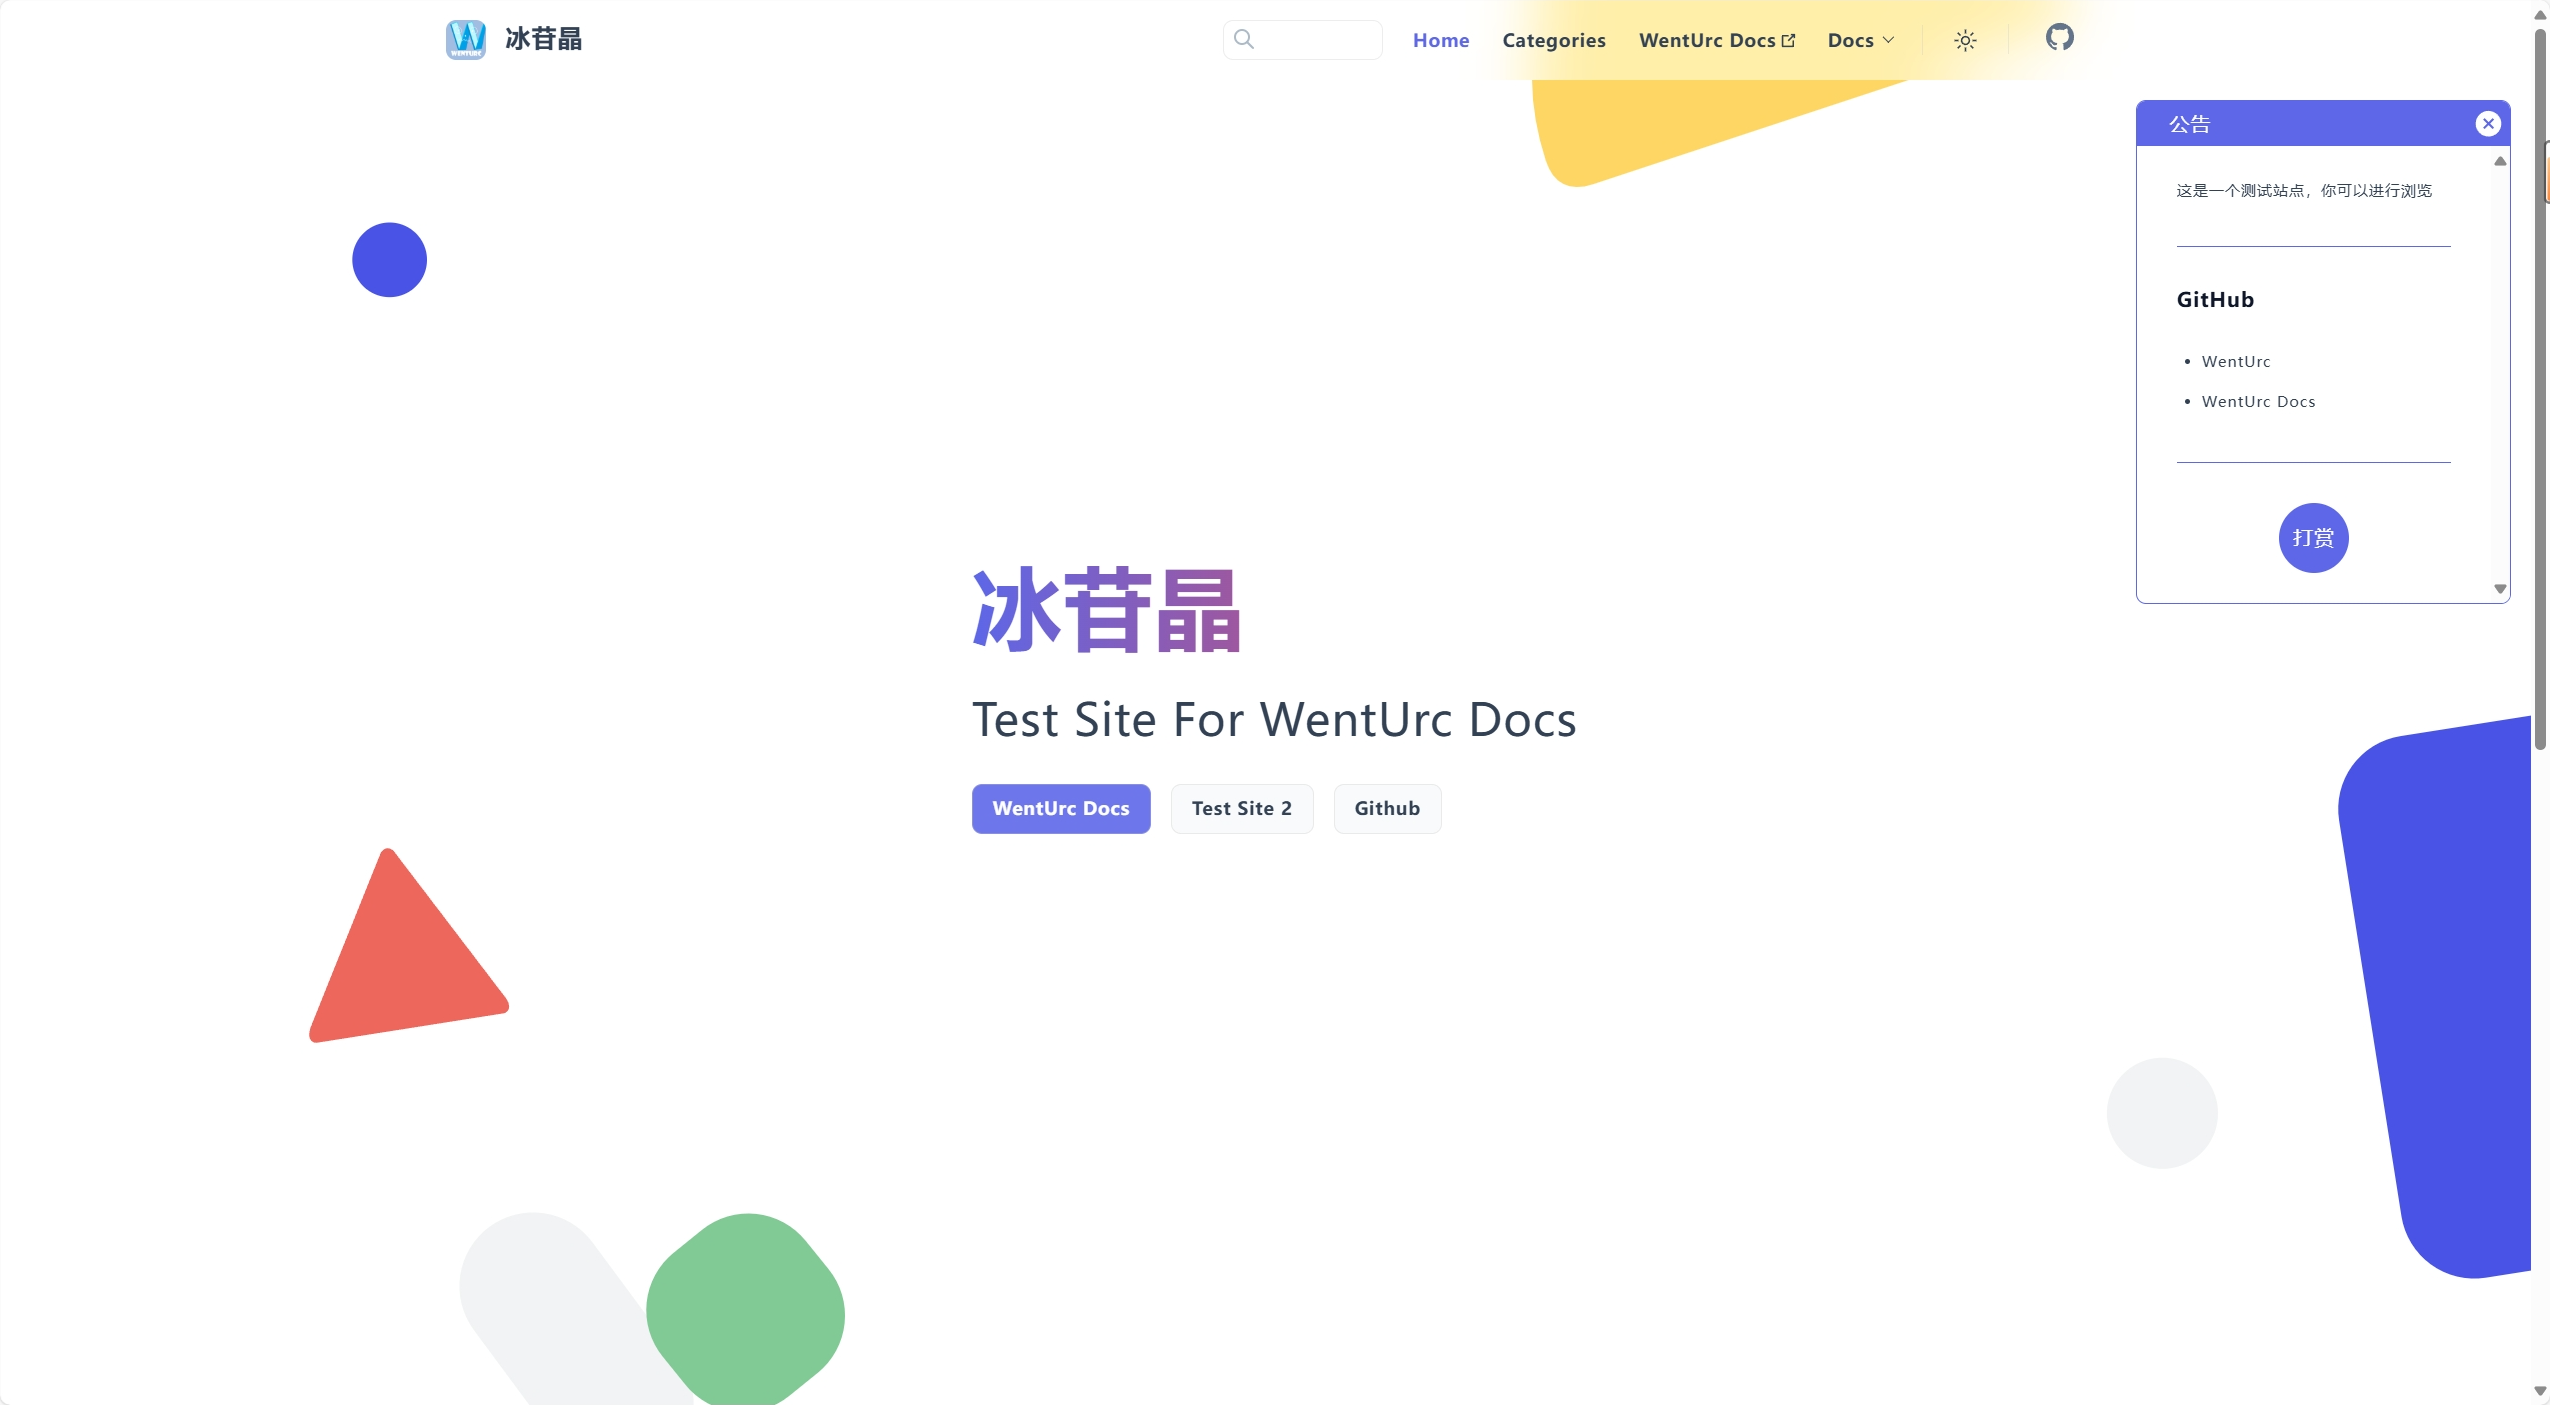 WENTURC
冰苷晶
Home
Categories
WentUrc Docs
Docs
公告
这是一个测试站点，你可以进行浏览
GitHub
• WentUrc
• WentUrc Docs
打赏
冰苷晶
Test Site For WentUrc Docs
WentUrc Docs
Test Site 2
Github